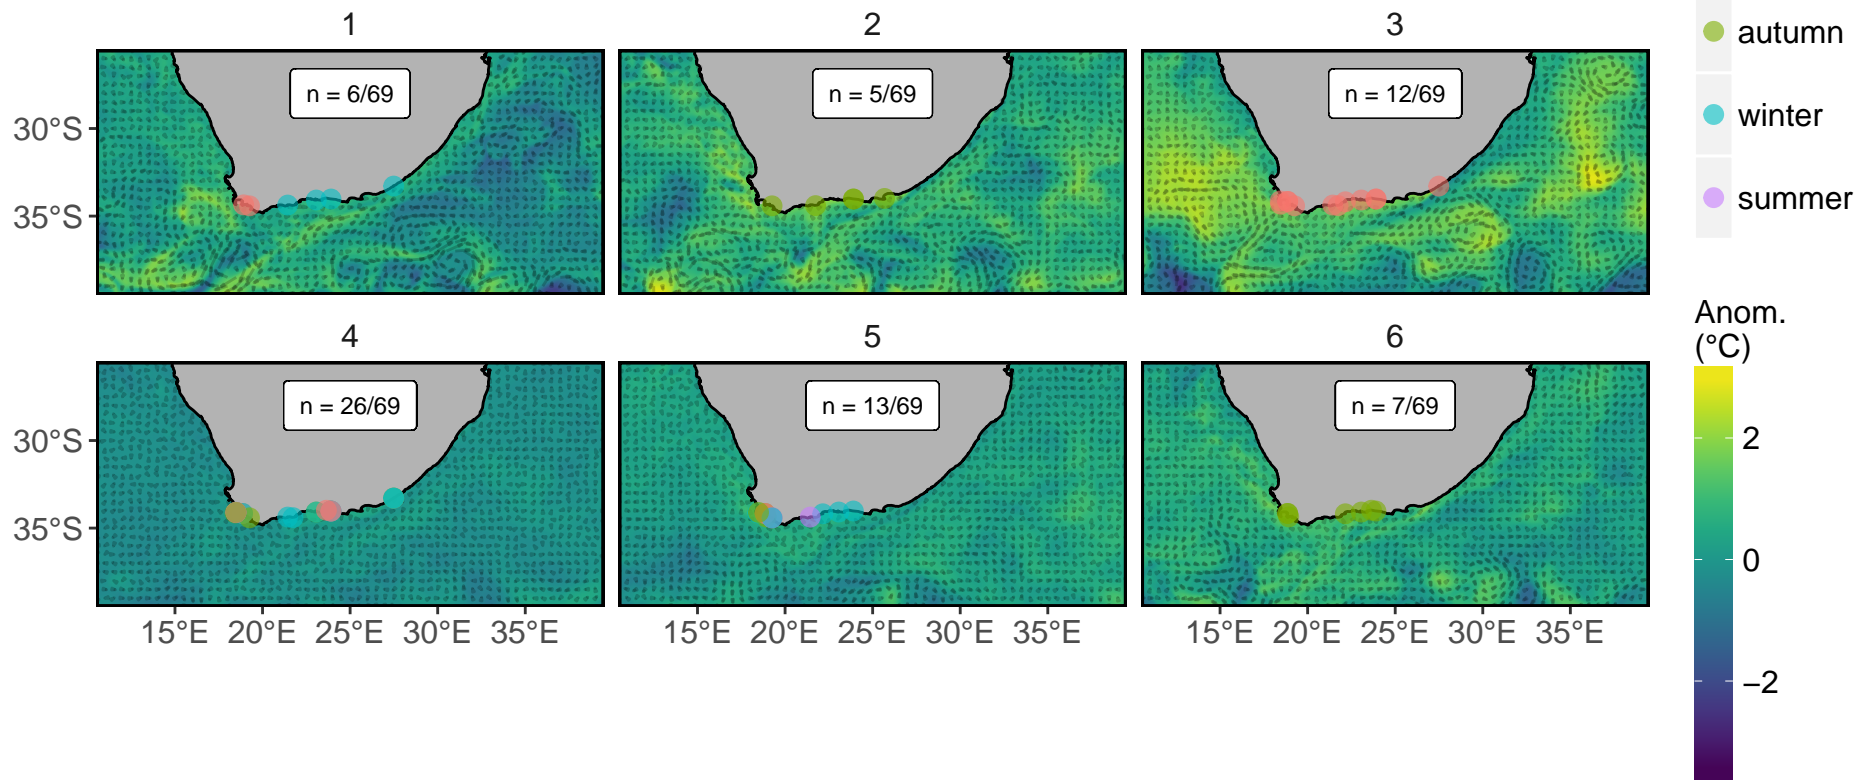 1 2 3
autumn
n = 6/69 n = 5/69 n = 12/69
winter
30°S
summer
35°S
Anom.
(°C)
4 5 6
n = 26/69 n = 13/69 n = 7/69
2
30°S
35°S
0
15°E 20°E 25°E 30°E 35°E 15°E 20°E 25°E 30°E 35°E 15°E 20°E 25°E 30°E 35°E
−2